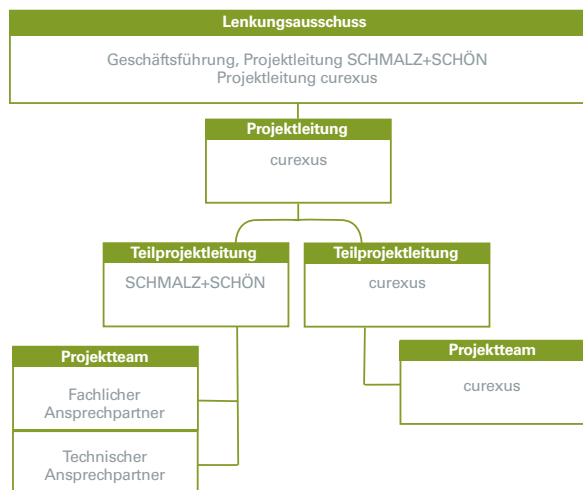 Lenkungsausschuss
Geschäftsführung, Projektleitung SCHMALZ+SCHÖN
Projektleitung curexus
Projektleitung
curexus
Teilprojektleitung
SCHMALZ+SCHÖN
Teilprojektleitung
curexus
Projektteam
Fachlicher
Ansprechpartner
Technischer
Ansprechpartner
Projektteam
curexus